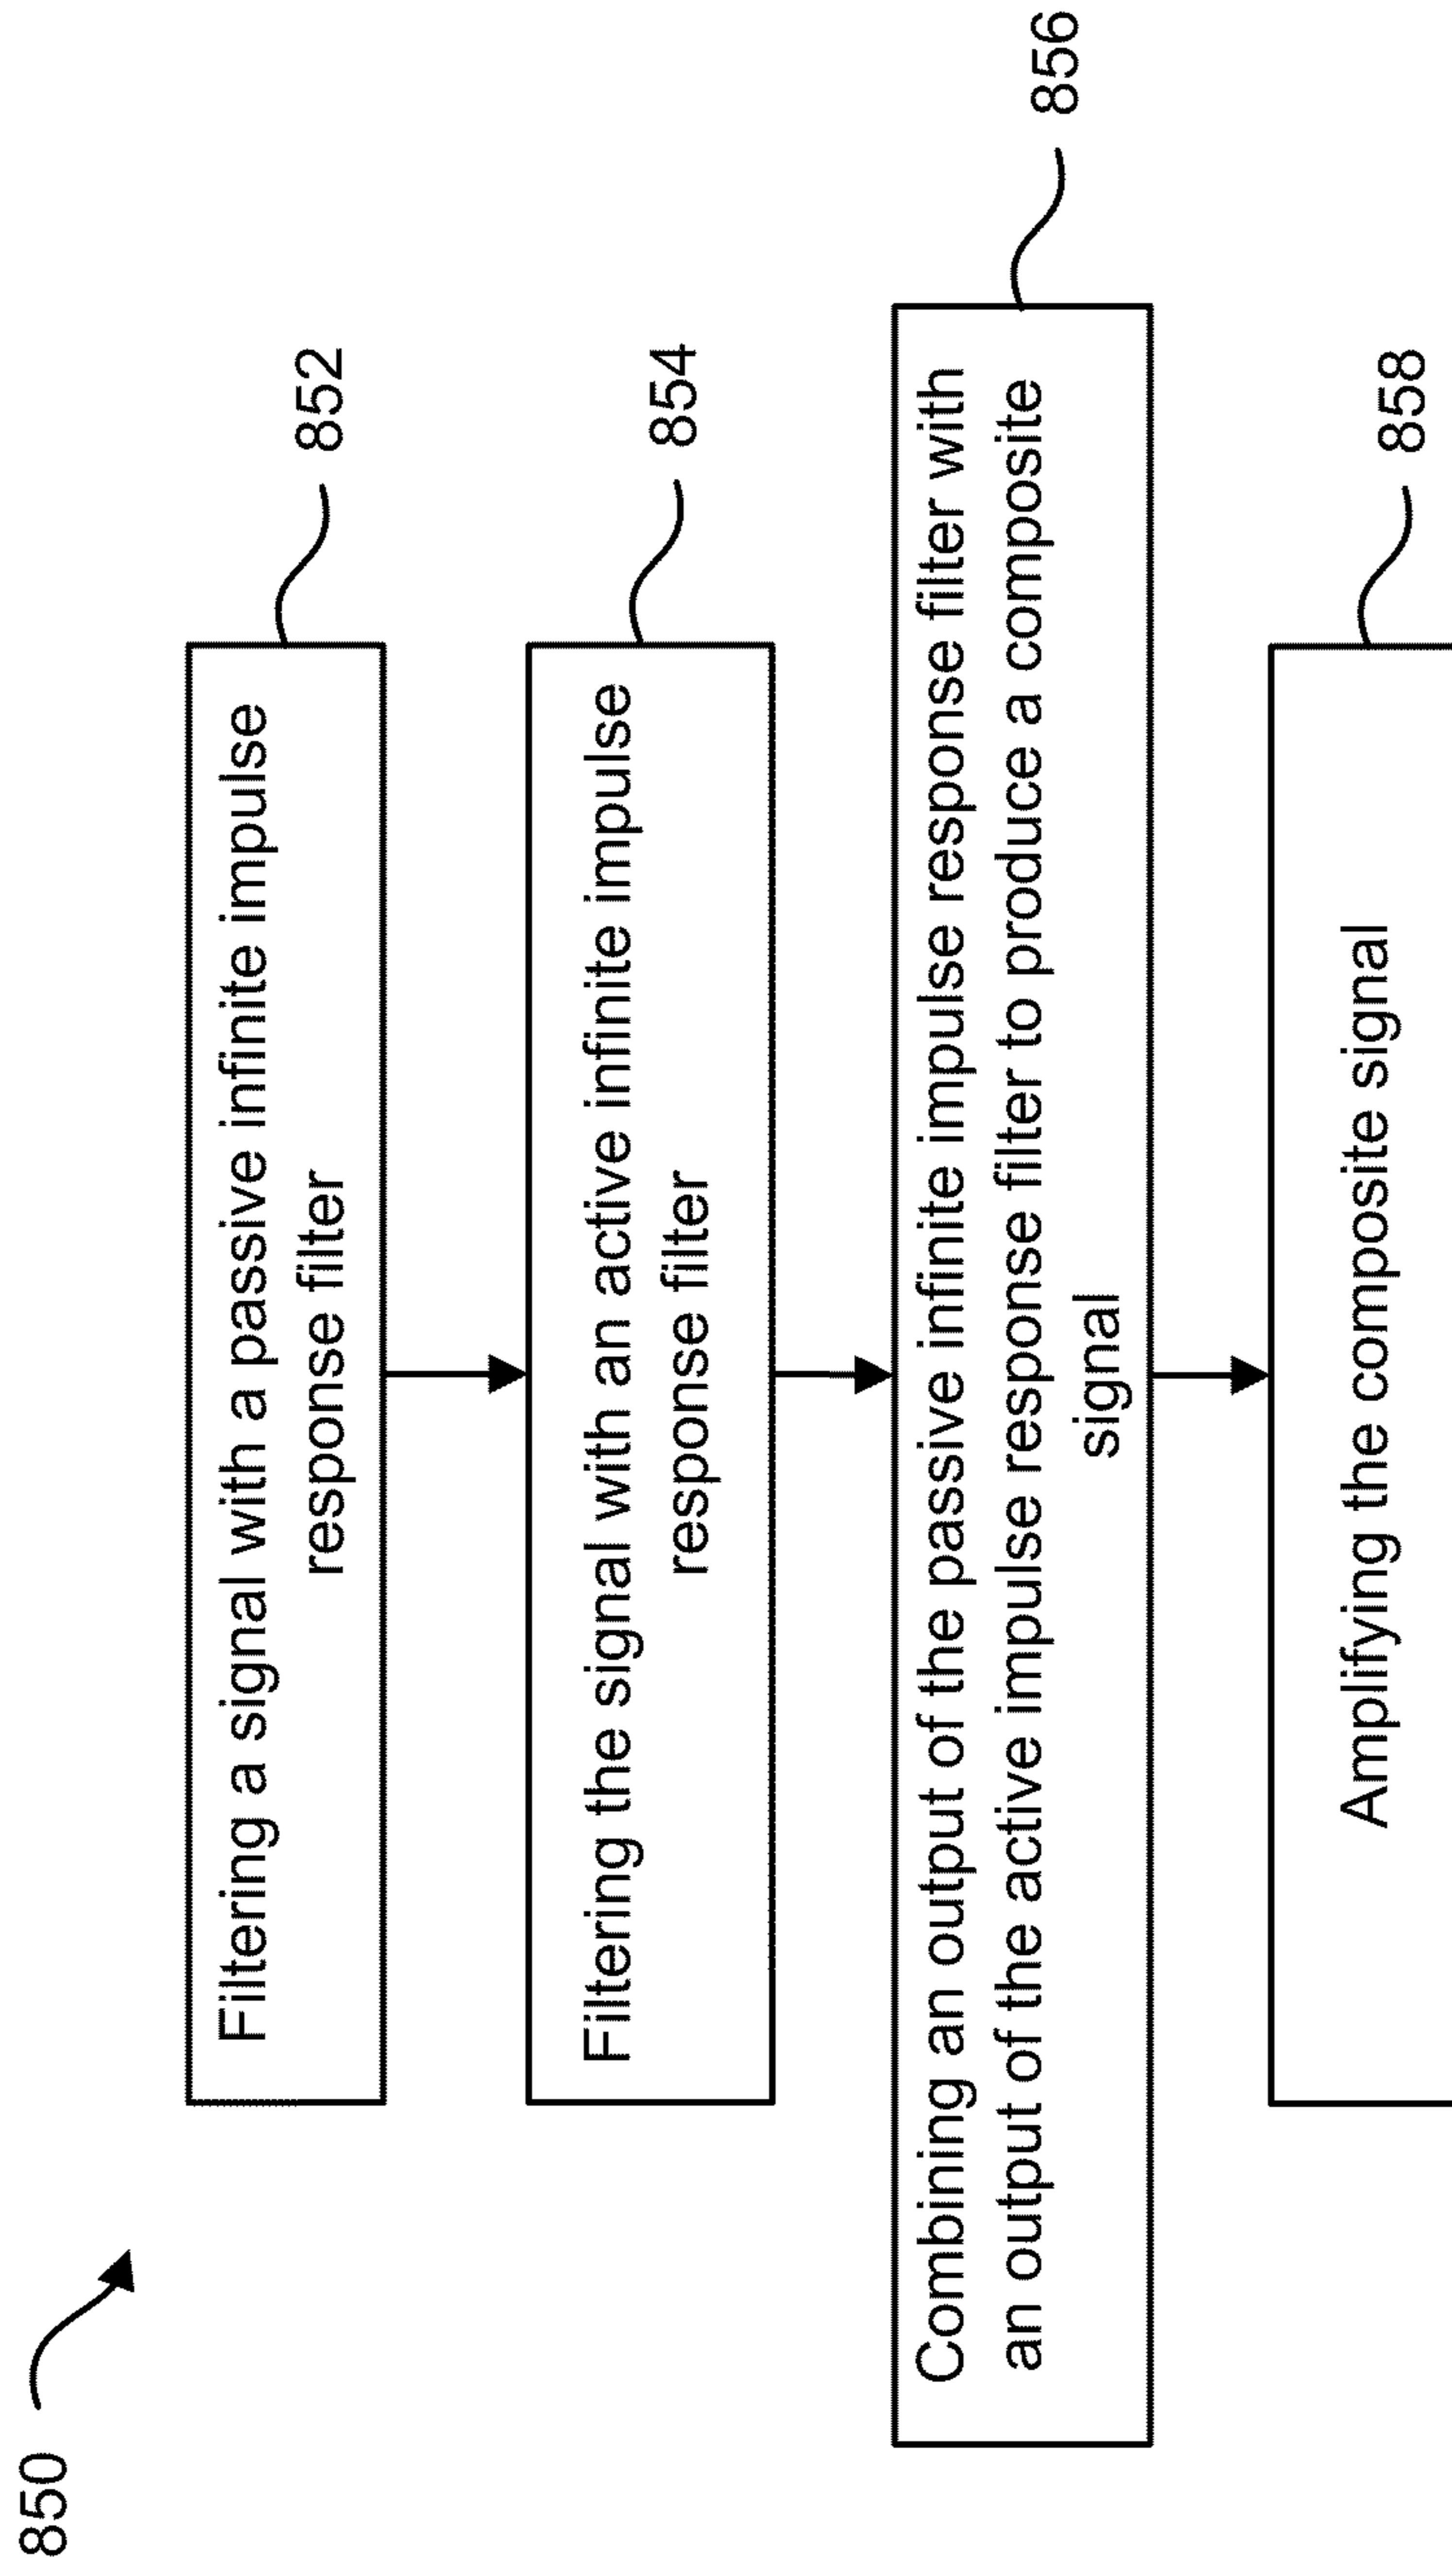 850
Filtering a signal with a passive infinite impulse
response filter
852
Filtering the signal with an active infinite impulse
response filter
854
Combining an output of the passive infinite impulse response filter with
an output of the active impulse response filter to produce a composite
signal
856
Amplifying the composite signal
858